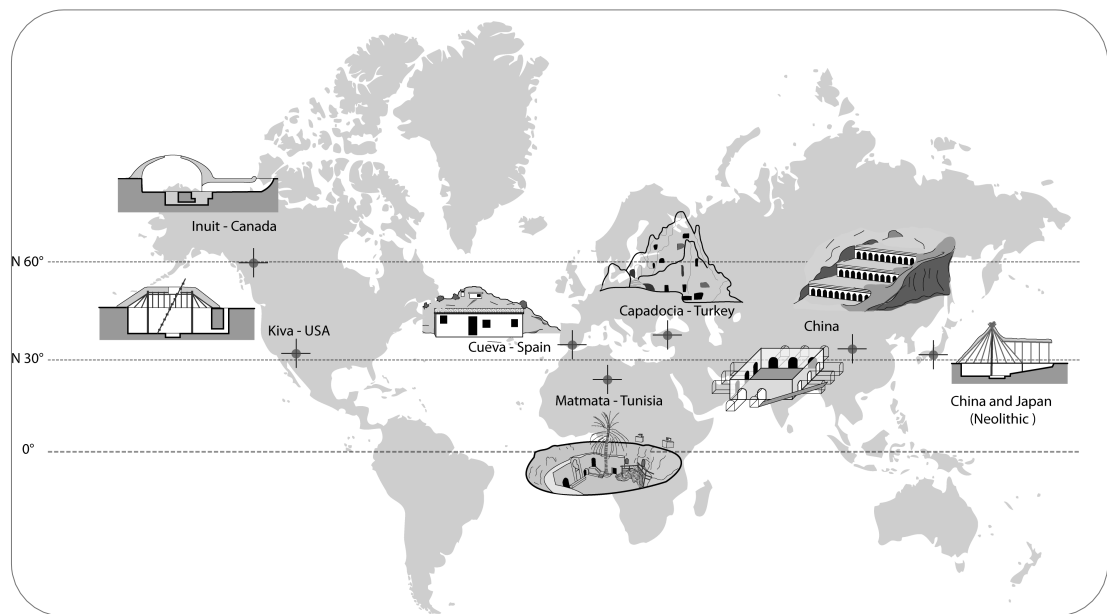 Inuit - Canada
N 60°
Capadocia - Turkey
China
Kiva - USA
Cueva - Spain
N 30°
Matmata - Tunisia
China and Japan
(Neolithic )
0°